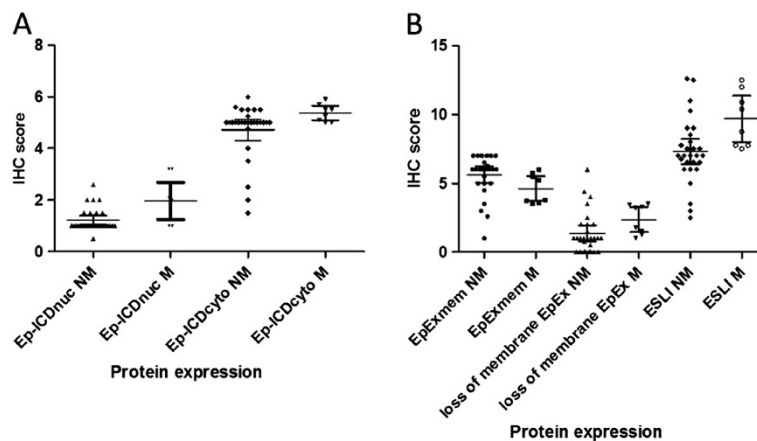 A
IHC score
8
6
4
2
0
Ep-ICDnuc NM
Ep-ICDnuc M
Ep-ICDcyto NM
Ep-ICDcyto M
Protein expression
B
IHC score
15
10
5
0
EpExmem NM
EpExmem M
loss of membrane EpEx NM
loss of membrane EpEx M
ESLI NM
ESLI M
Protein expression